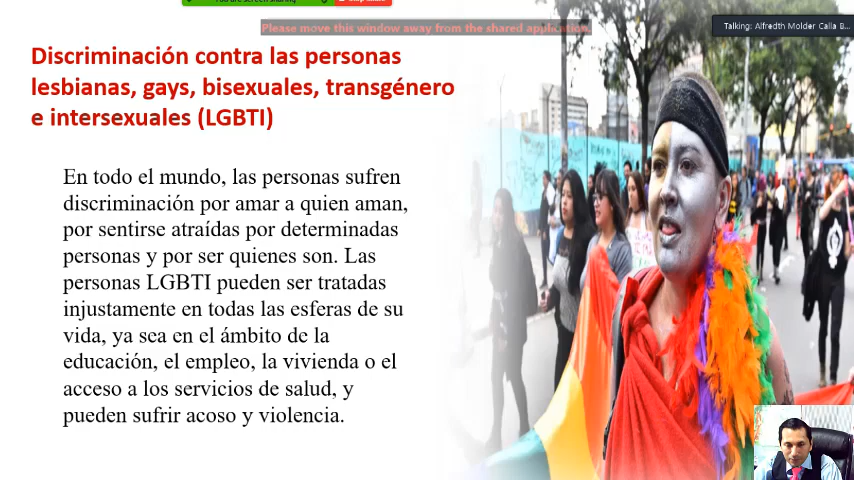 Please move this window away from the shared application.
Talking: Alfredth Molder Calla B...
Discriminación contra las personas
lesbianas, gays, bisexuales, transgénero
e intersexuales (LGBTI)
En todo el mundo, las personas sufren
discriminación por amar a quien aman,
por sentirse atraídas por determinadas
personas y por ser quienes son. Las
personas LGBTI pueden ser tratadas
injustamente en todas las esferas de su
vida, ya sea en el ámbito de la
educación, el empleo, la vivienda o el
acceso a los servicios de salud, y
pueden sufrir acoso y violencia.